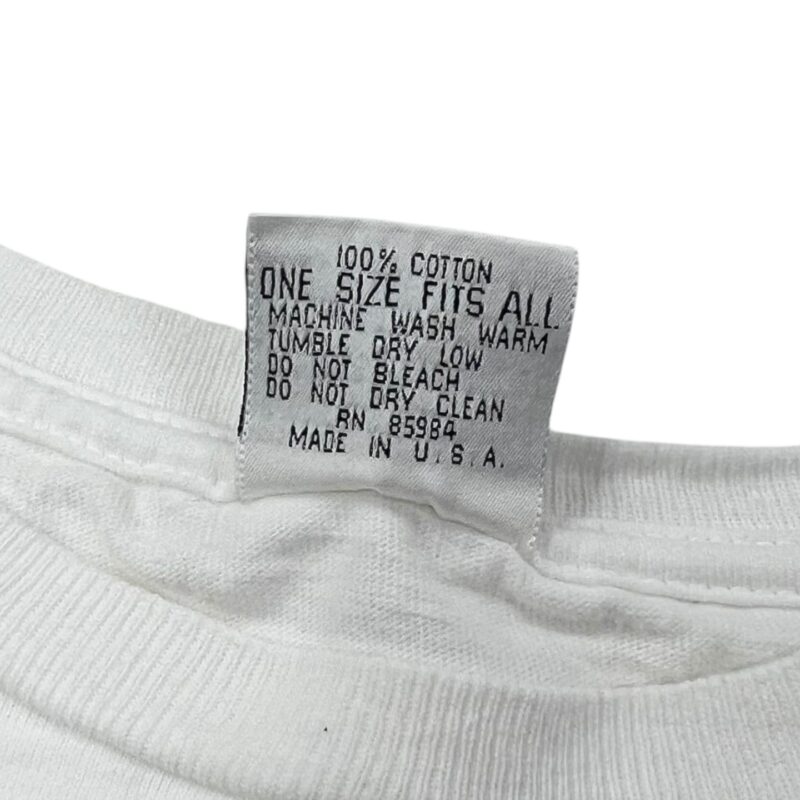 100% COTTON
ONE SIZE FITS ALL
MACHINE WASH WARM
TUMBLE DRY LOW
DO NOT BLEACH
DO NOT DRY CLEAN
RN 85984
MADE IN U.S.A.